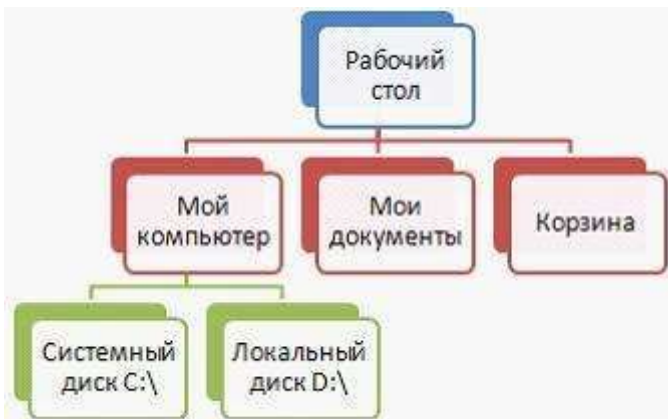 Рабочий
стол
Мой
компьютер
Мои
документы
Корзина
Системный
диск C:\
Локальный
диск D:\